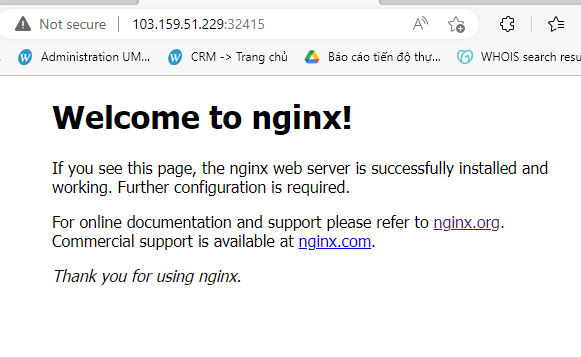 Not secure 103.159.51.229:32415
Administration UM... CRM -> Trang chủ Báo cáo tiến độ thự... WHOIS search resu
Welcome to nginx!
If you see this page, the nginx web server is successfully installed and
working. Further configuration is required.
For online documentation and support please refer to nginx.org.
Commercial support is available at nginx.com.
Thank you for using nginx.